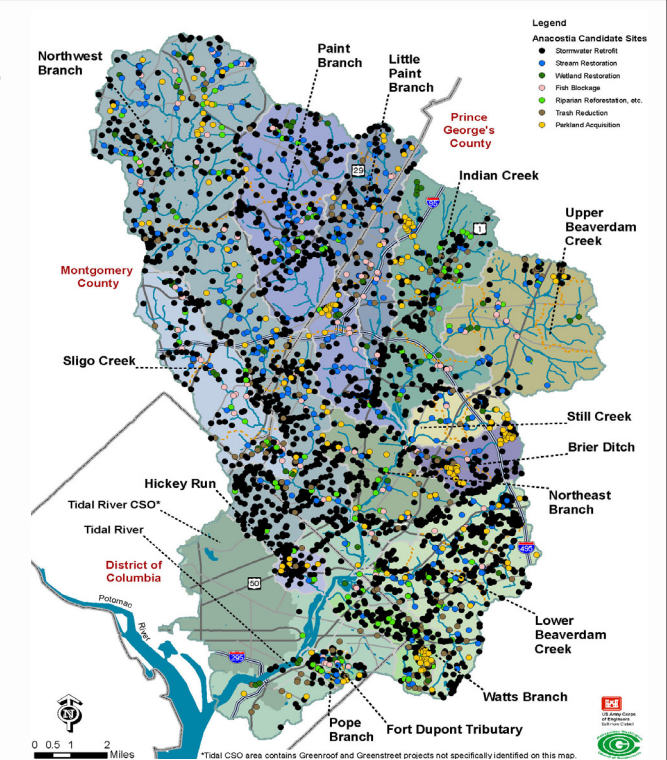 Legend
Anacostia Candidate Sites
Stormwater Retrofit
Stream Restoration
Wetland Restoration
Fish Blockage
Riparian Reforestation, etc.
Trash Reduction
Parkland Acquisition
Northwest
Branch
Paint
Branch
Little
Paint
Branch
Prince
George's
County
29
Indian Creek
1
Upper
Beaverdam
Creek
Montgomery
County
Sligo Creek
Still Creek
Brier Ditch
Hickey Run
Northeast
Branch
Tidal River CSO*
Tidal River
495
District of
Columbia
50
Potomac
River
Lower
Beaverdam
Creek
295
Watts Branch
Pope
Branch
Fort Dupont Tributary
N
US Army Corps
of Engineers
0 0.5 1 2
Miles
*Tidal CSO area contains Greenroof and Greenstreet projects not specifically identified on this map.